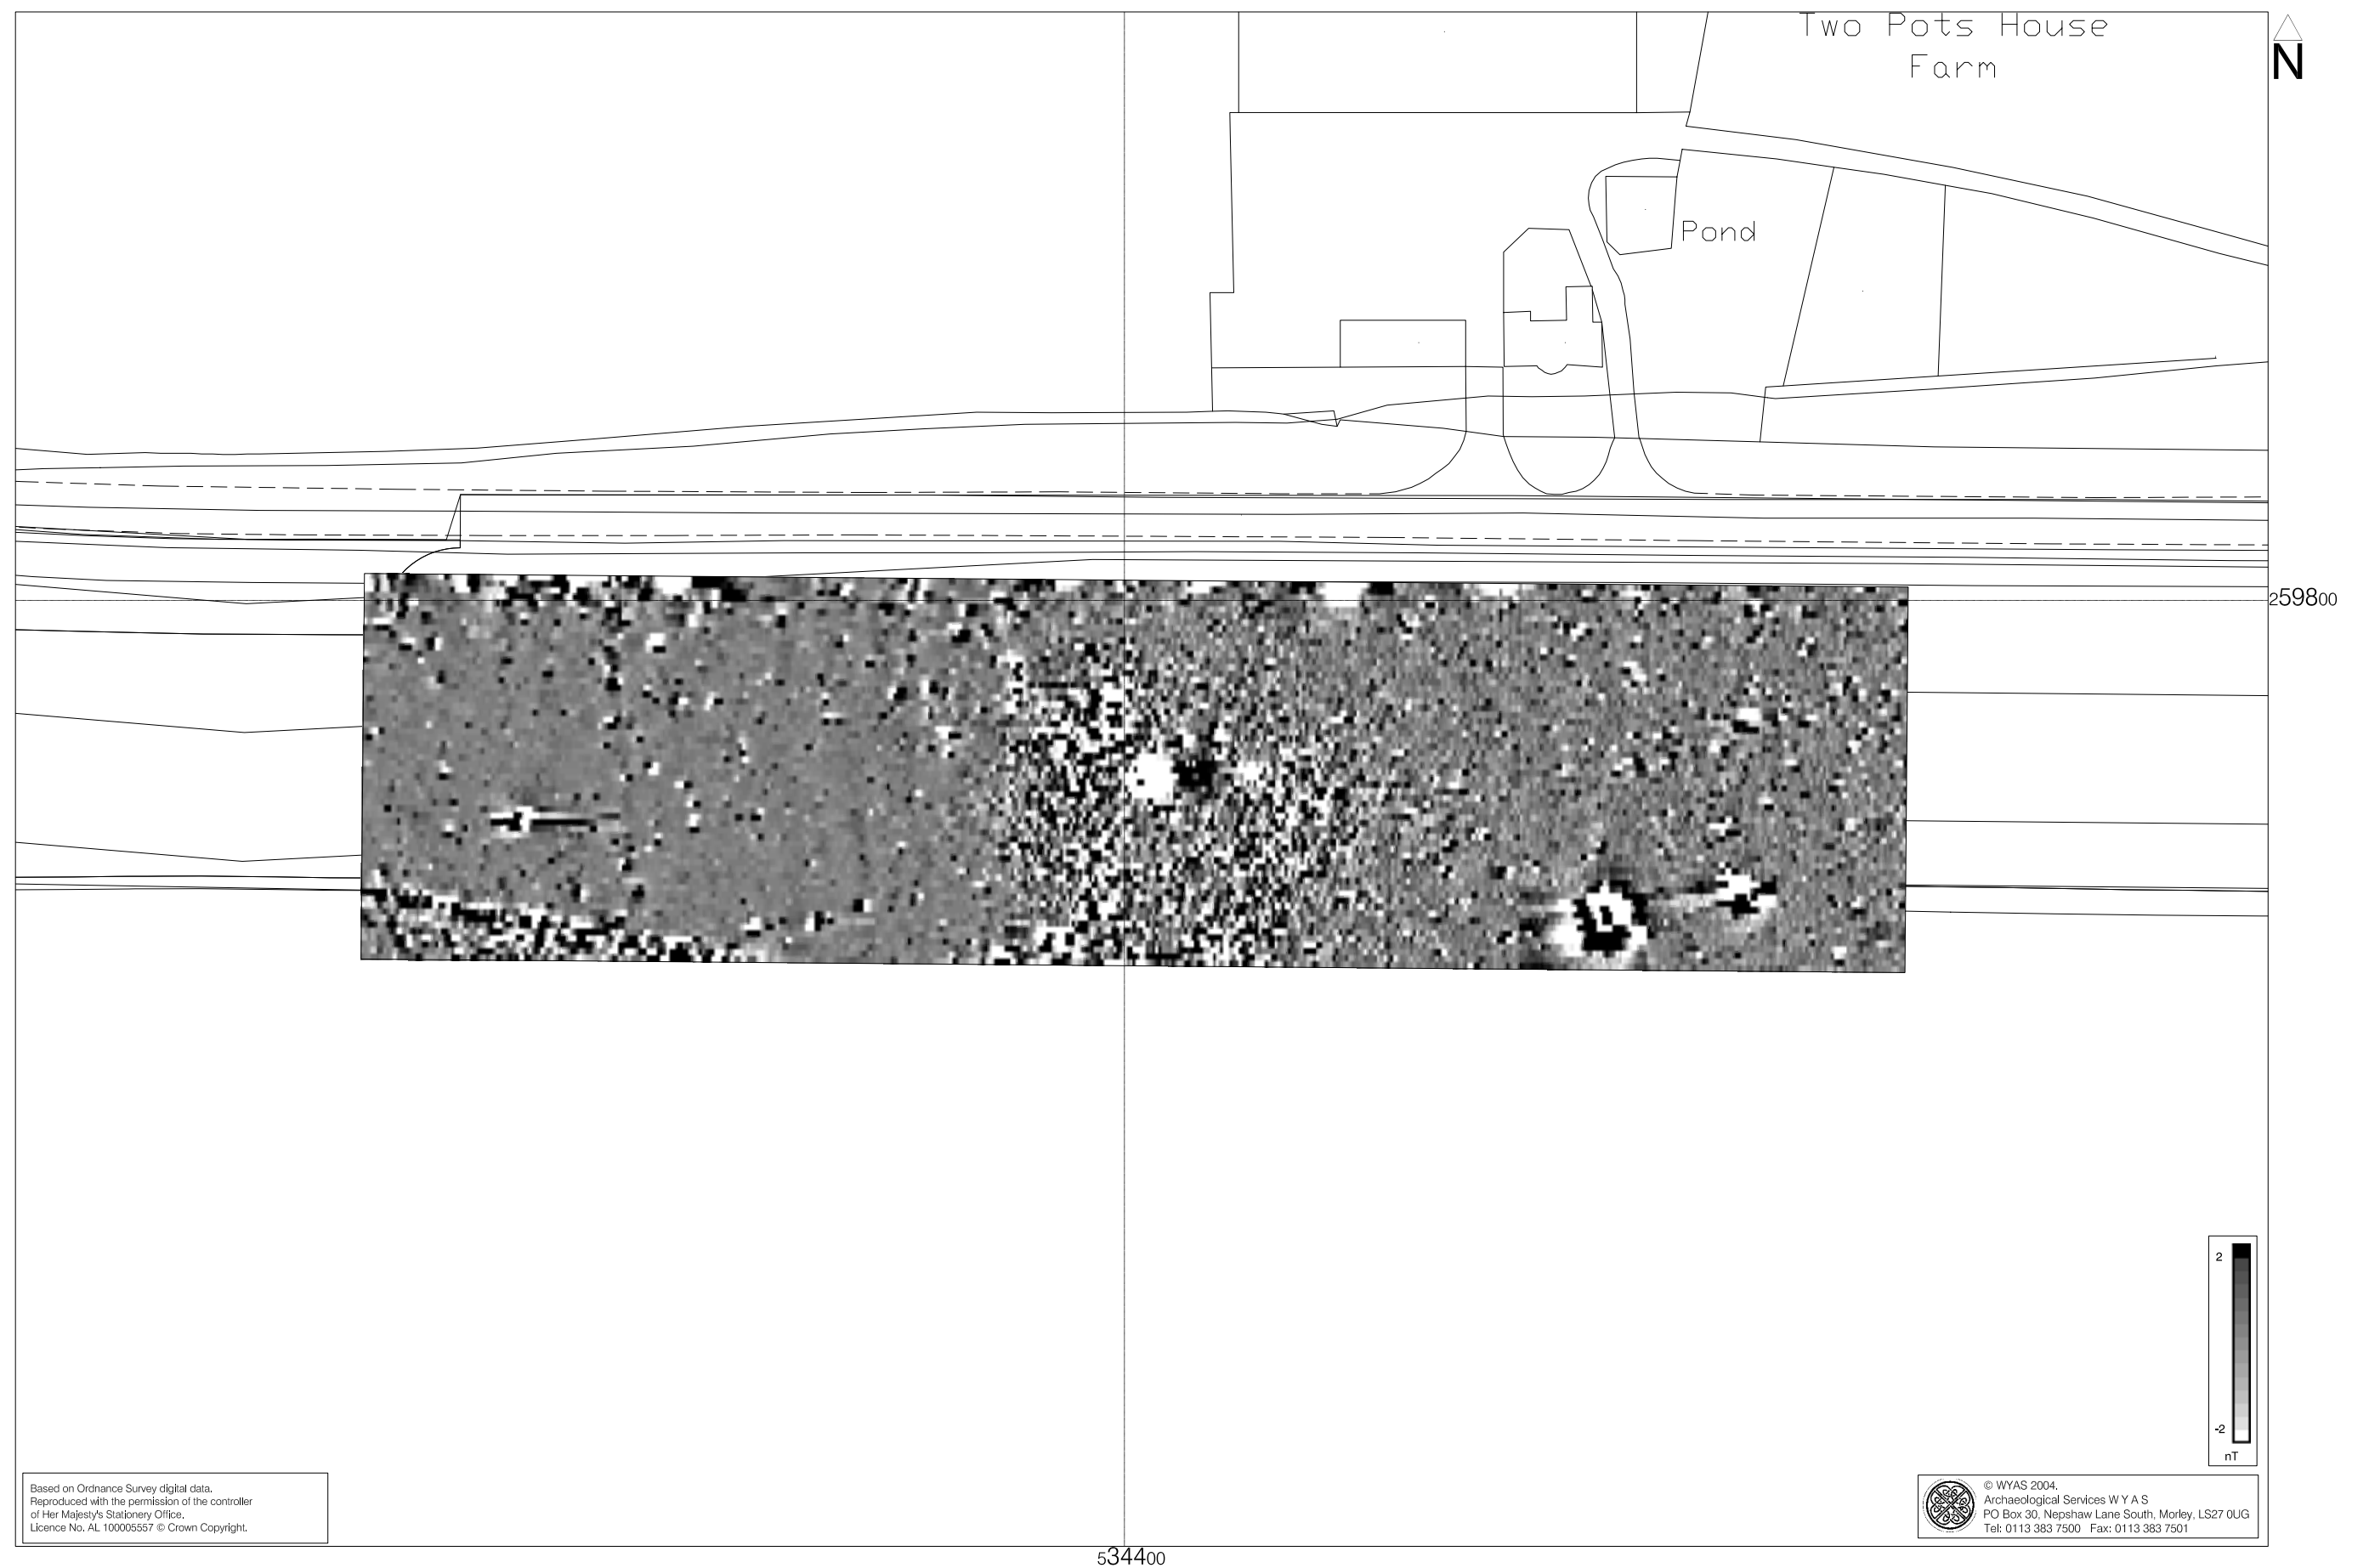 Two Pots House
Farm
N
Pond
259800
2
-2
nT
Based on Ordnance Survey digital data.
Reproduced with the permission of the controller
of Her Majesty's Stationery Office.
Licence No. AL 100005557 © Crown Copyright.
© WYAS 2004.
Archaeological Services W Y A S
PO Box 30, Nepshaw Lane South, Morley, LS27 0UG
Tel: 0113 383 7500 Fax: 0113 383 7501
534400